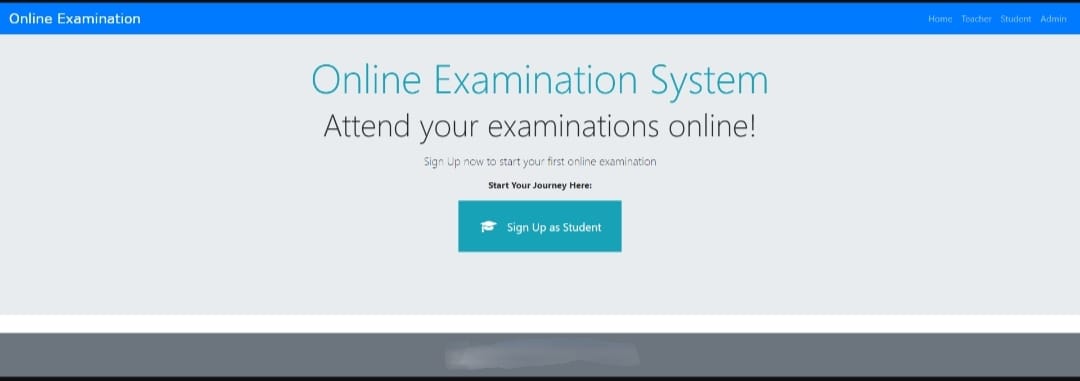 Online Examination
Home Teacher Student Admin
Online Examination System
Attend your examinations online!
Sign Up now to start your first online examination
Start Your Journey Here:
Sign Up as Student